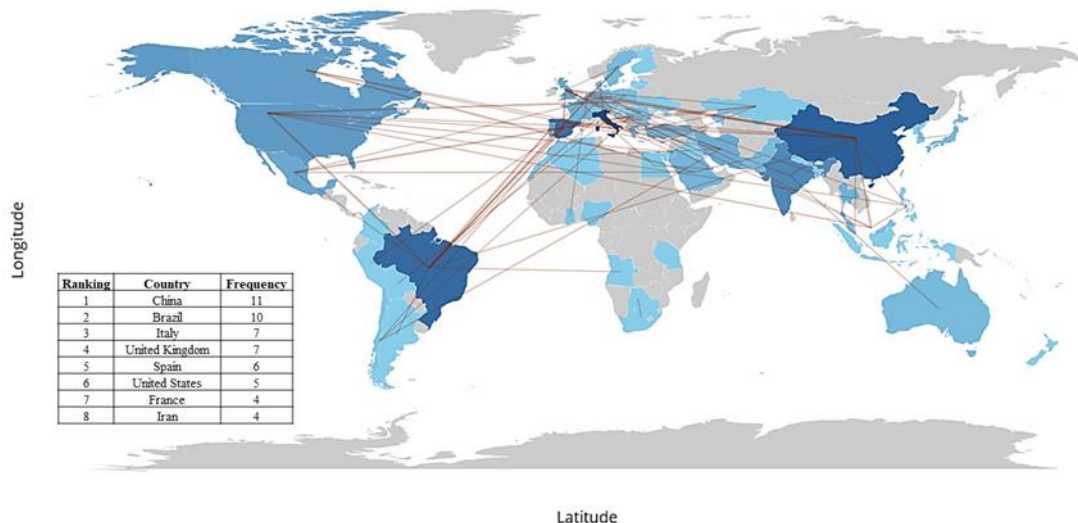 Longitude
Ranking Country Frequency
1 China 11
2 Brazil 10
3 Italy 7
4 United Kingdom 7
5 Spain 6
6 United States 5
7 France 4
8 Iran 4
Latitude